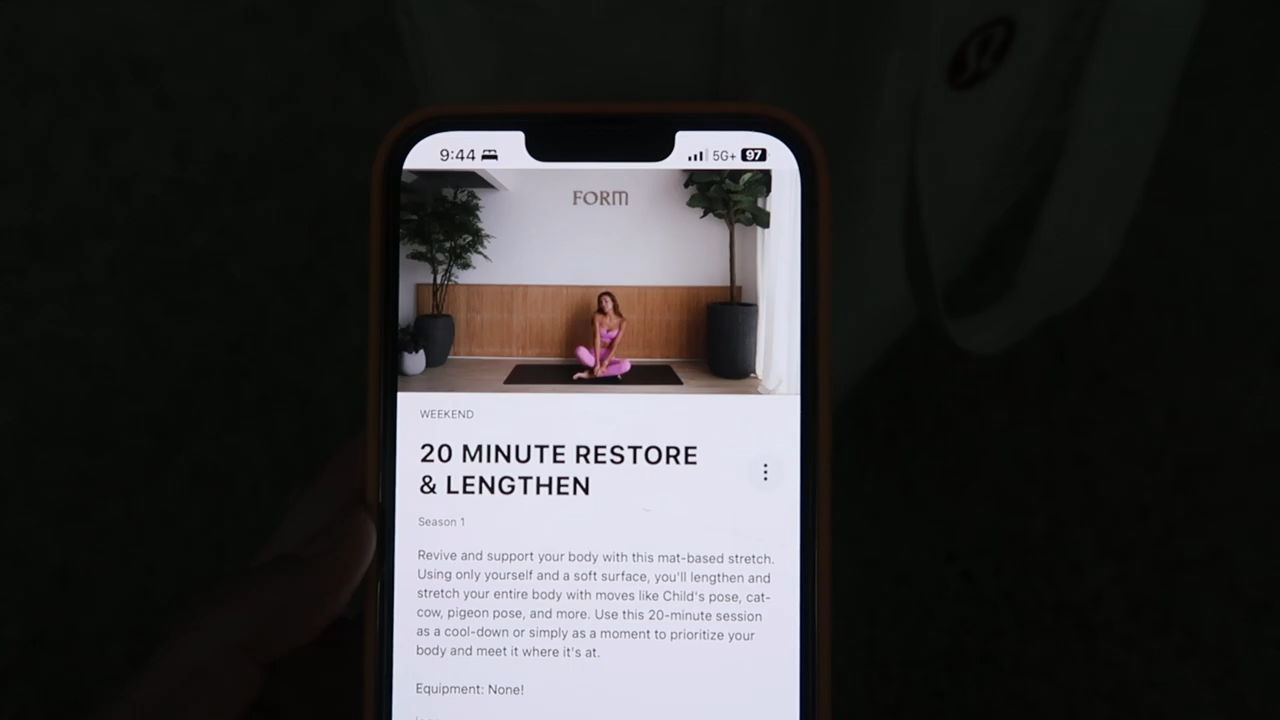 9:44
5G+ 97
FORM
WEEKEND
20 MINUTE RESTORE
& LENGTHEN
Season 1
Revive and support your body with this mat-based stretch.
Using only yourself and a soft surface, you'll lengthen and
stretch your entire body with moves like Child's pose, cat-
cow, pigeon pose, and more. Use this 20-minute session
as a cool-down or simply as a moment to prioritize your
body and meet it where it's at.
Equipment: None!